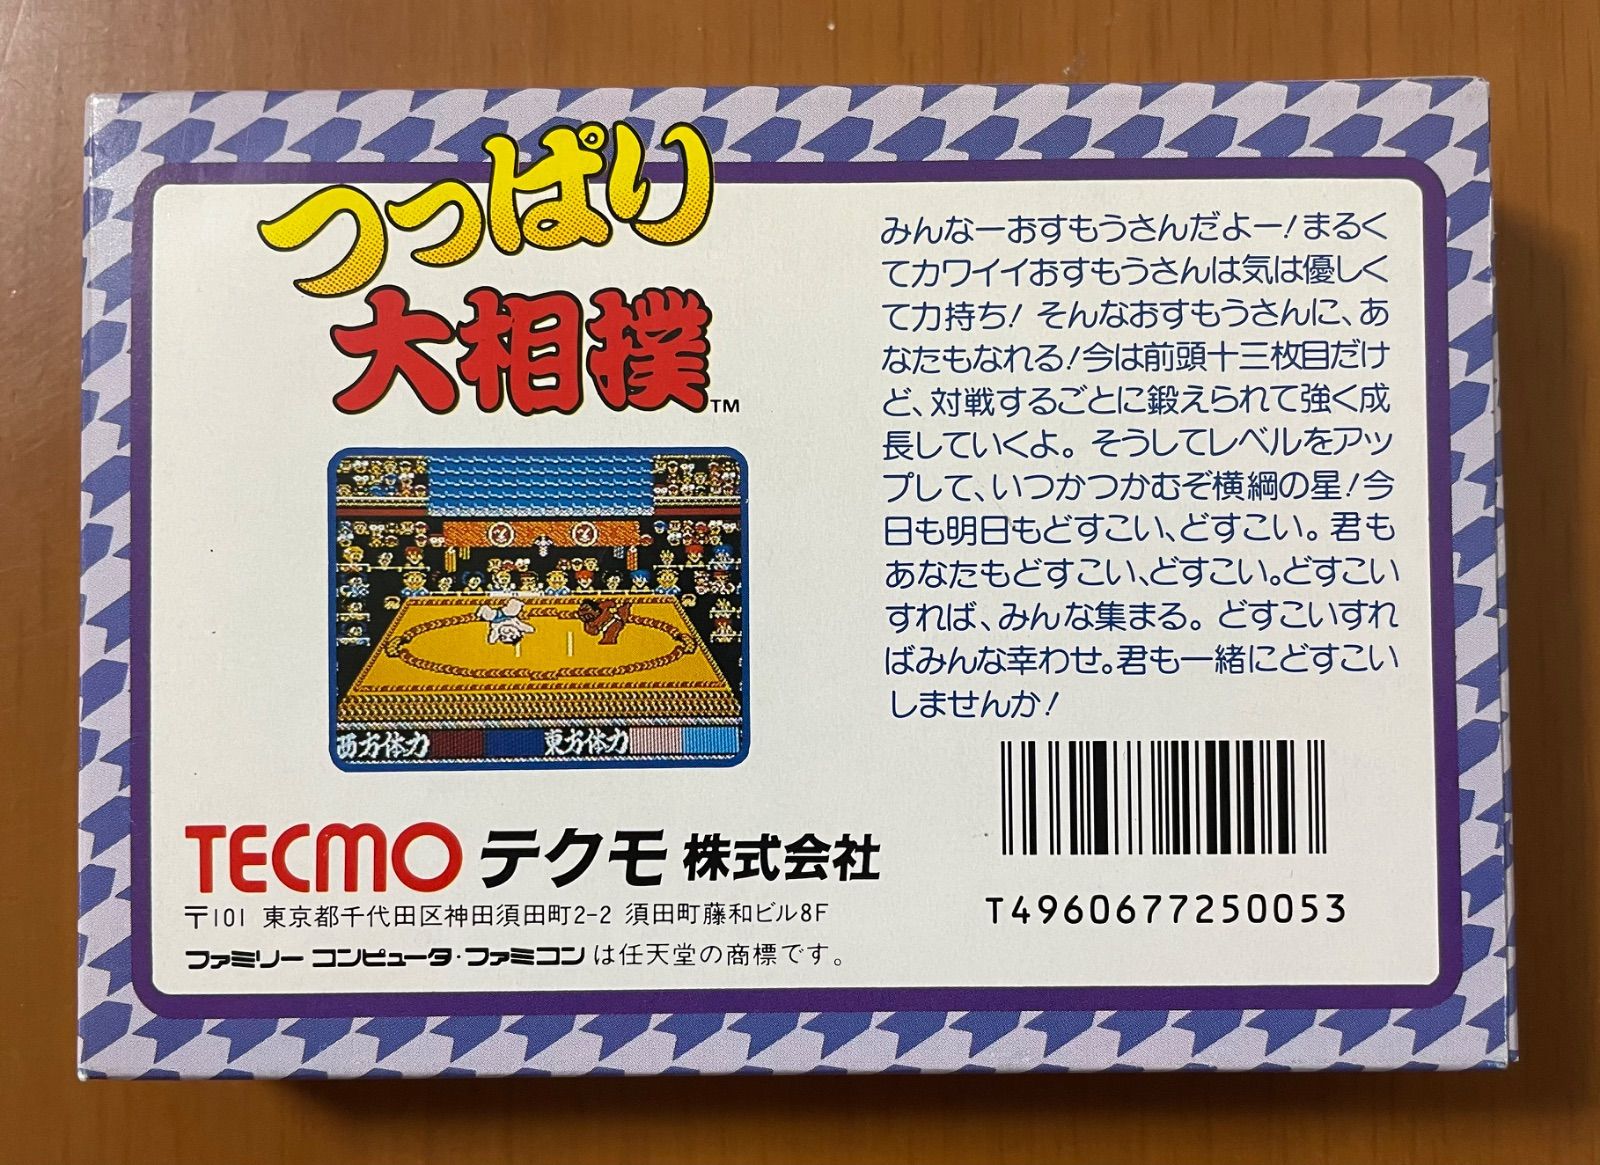 つっぱり
大相撲
TM
西方体力 東方体力
みんなーおすもうさんだよー!まるく
てカワイイおすもうさんは気は優しく
て力持ち! そんなおすもうさんに、あ
なたもなれる!今は前頭十三枚目だけ
ど、対戦するごとに鍛えられて強く成
長していくよ。そうしてレベルをアッ
プして、いつかつかむぞ横綱の星!今
日も明日もどすこい、どすこい。君も
あなたもどすこい、どすこい。どすこい
すれば、みんな集まる。どすこいすれ
ばみんな幸わせ。君も一緒にどすこい
しませんか!
T4960677250053
TECMO テクモ 株式会社
〒101 東京都千代田区神田須田町2-2 須田町藤和ビル8F
ファミリーコンピュータ・ファミコンは任天堂の商標です。